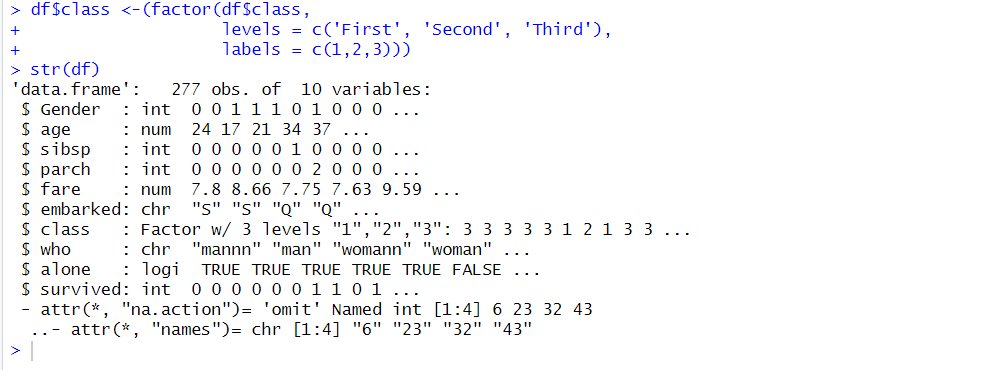 > df$class <-(factor(df$class,
+                    levels = c('First', 'Second', 'Third'),
+                    labels = c(1,2,3)))
> str(df)
'data.frame':   277 obs. of  10 variables:
 $ Gender  : int  0 0 1 1 1 0 1 0 0 0 ...
 $ age     : num  24 17 21 34 37 ...
 $ sibsp   : int  0 0 0 0 0 1 0 0 0 0 ...
 $ parch   : int  0 0 0 0 0 0 2 0 0 0 ...
 $ fare    : num  7.8 8.66 7.75 7.63 9.59 ...
 $ embarked: chr  "S" "S" "Q" "Q" ...
 $ class   : Factor w/ 3 levels "1","2","3": 3 3 3 3 3 1 2 1 3 3 ...
 $ who     : chr  "mannn" "man" "womann" "woman" ...
 $ alone   : logi  TRUE TRUE TRUE TRUE TRUE FALSE ...
 $ survived: int  0 0 0 0 0 0 1 1 0 1 ...
 - attr(*, "na.action")= 'omit' Named int [1:4] 6 23 32 43
  ..- attr(*, "names")= chr [1:4] "6" "23" "32" "43"
>